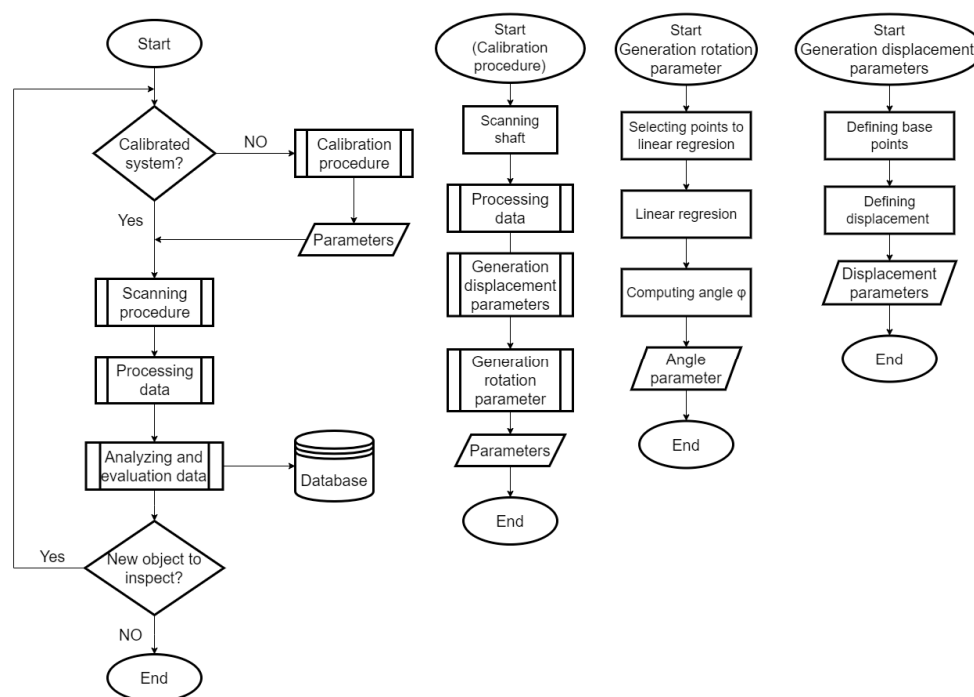 Start
Calibrated
system?
NO
Calibration
procedure
Yes
Parameters
Scanning
procedure
Processing
data
Analyzing and
evaluation data
Database
Yes
New object to
inspect?
NO
End
Start
(Calibration
procedure)
Scanning
shaft
Processing
data
Generation
displacement
parameters
Generation
rotation
parameter
Parameters
End
Start
Generation rotation
parameter
Selecting points to
linear regresion
Linear regresion
Computing angle φ
Angle
parameter
End
Start
Generation displacement
parameters
Defining base
points
Defining
displacement
Displacement
parameters
End